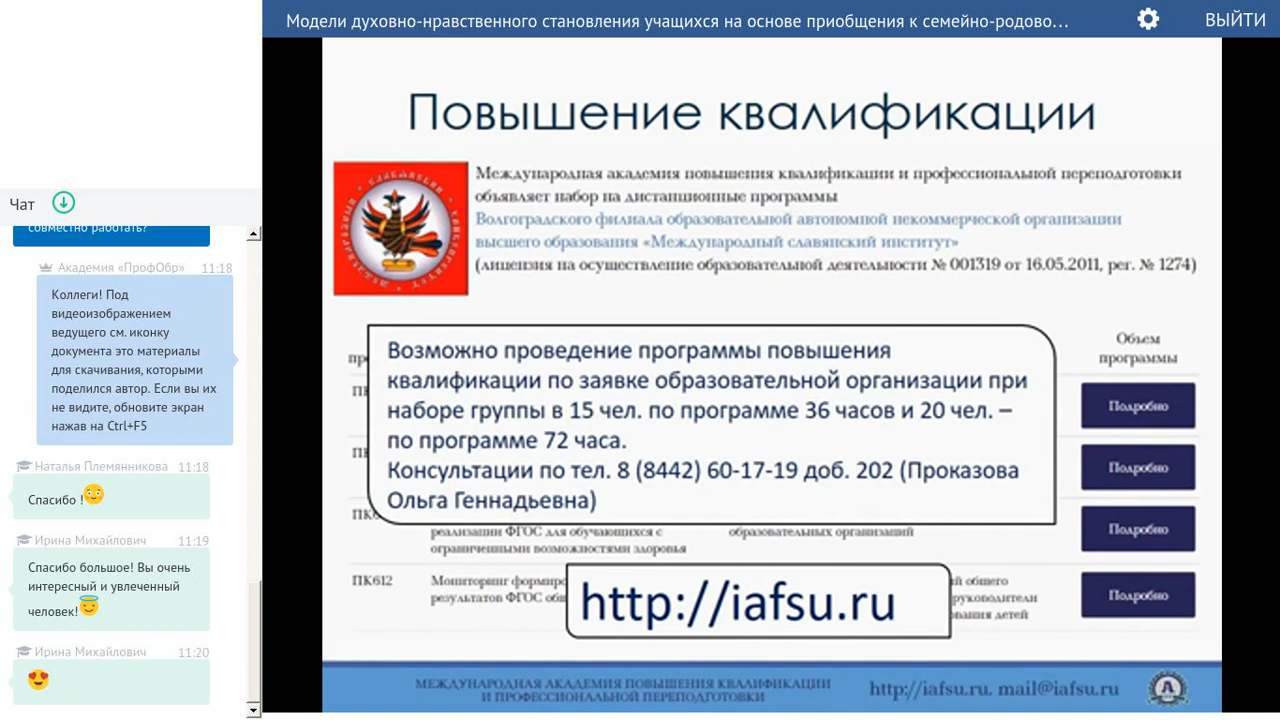 Модели духовно-нравственного становления учащихся на основе приобщения к семейно-родово...
ВЫЙТИ
Чат
совместно работать?
Академия «ПрофОбр» 11:18
Коллеги! Под
видеоизображением
ведущего см. иконку
документа это материалы
для скачивания, которыми
поделился автор. Если вы их
не видите, обновите экран
нажав на Ctrl+F5
Наталья Племянникова 11:18
Спасибо !
Ирина Михайлович 11:19
Спасибо большое! Вы очень
интересный и увлеченный
человек!
Ирина Михайлович 11:20
Повышение квалификации
Международная академия повышения квалификации и профессиональной переподготовки
объявляет набор на дистанционные программы
Волгоградского филиала образовательной автономной некоммерческой организации
высшего образования «Международный славянский институт»
(лицензия на осуществление образовательной деятельности № 001319 от 16.05.2011, рег. № 1274)
Объем
программы
Подробно
Подробно
Подробно
Подробно
Возможно проведение программы повышения
квалификации по заявке образовательной организации при
наборе группы в 15 чел. по программе 36 часов и 20 чел. –
по программе 72 часа.
Консультации по тел. 8 (8442) 60-17-19 доб. 202 (Проказова
Ольга Геннадьевна)
реализации ФГОС для обучающихся с образовательных организаций
ограниченными возможностями здоровья
ПК612 Мониторинг общего
результатов ФГОС руководители
детей
http://iafsu.ru
МЕЖДУНАРОДНАЯ АКАДЕМИЯ ПОВЫШЕНИЯ КВАЛИФИКАЦИИ
И ПРОФЕССИОНАЛЬНОЙ ПЕРЕПОДГОТОВКИ
http://iafsu.ru. mail@iafsu.ru